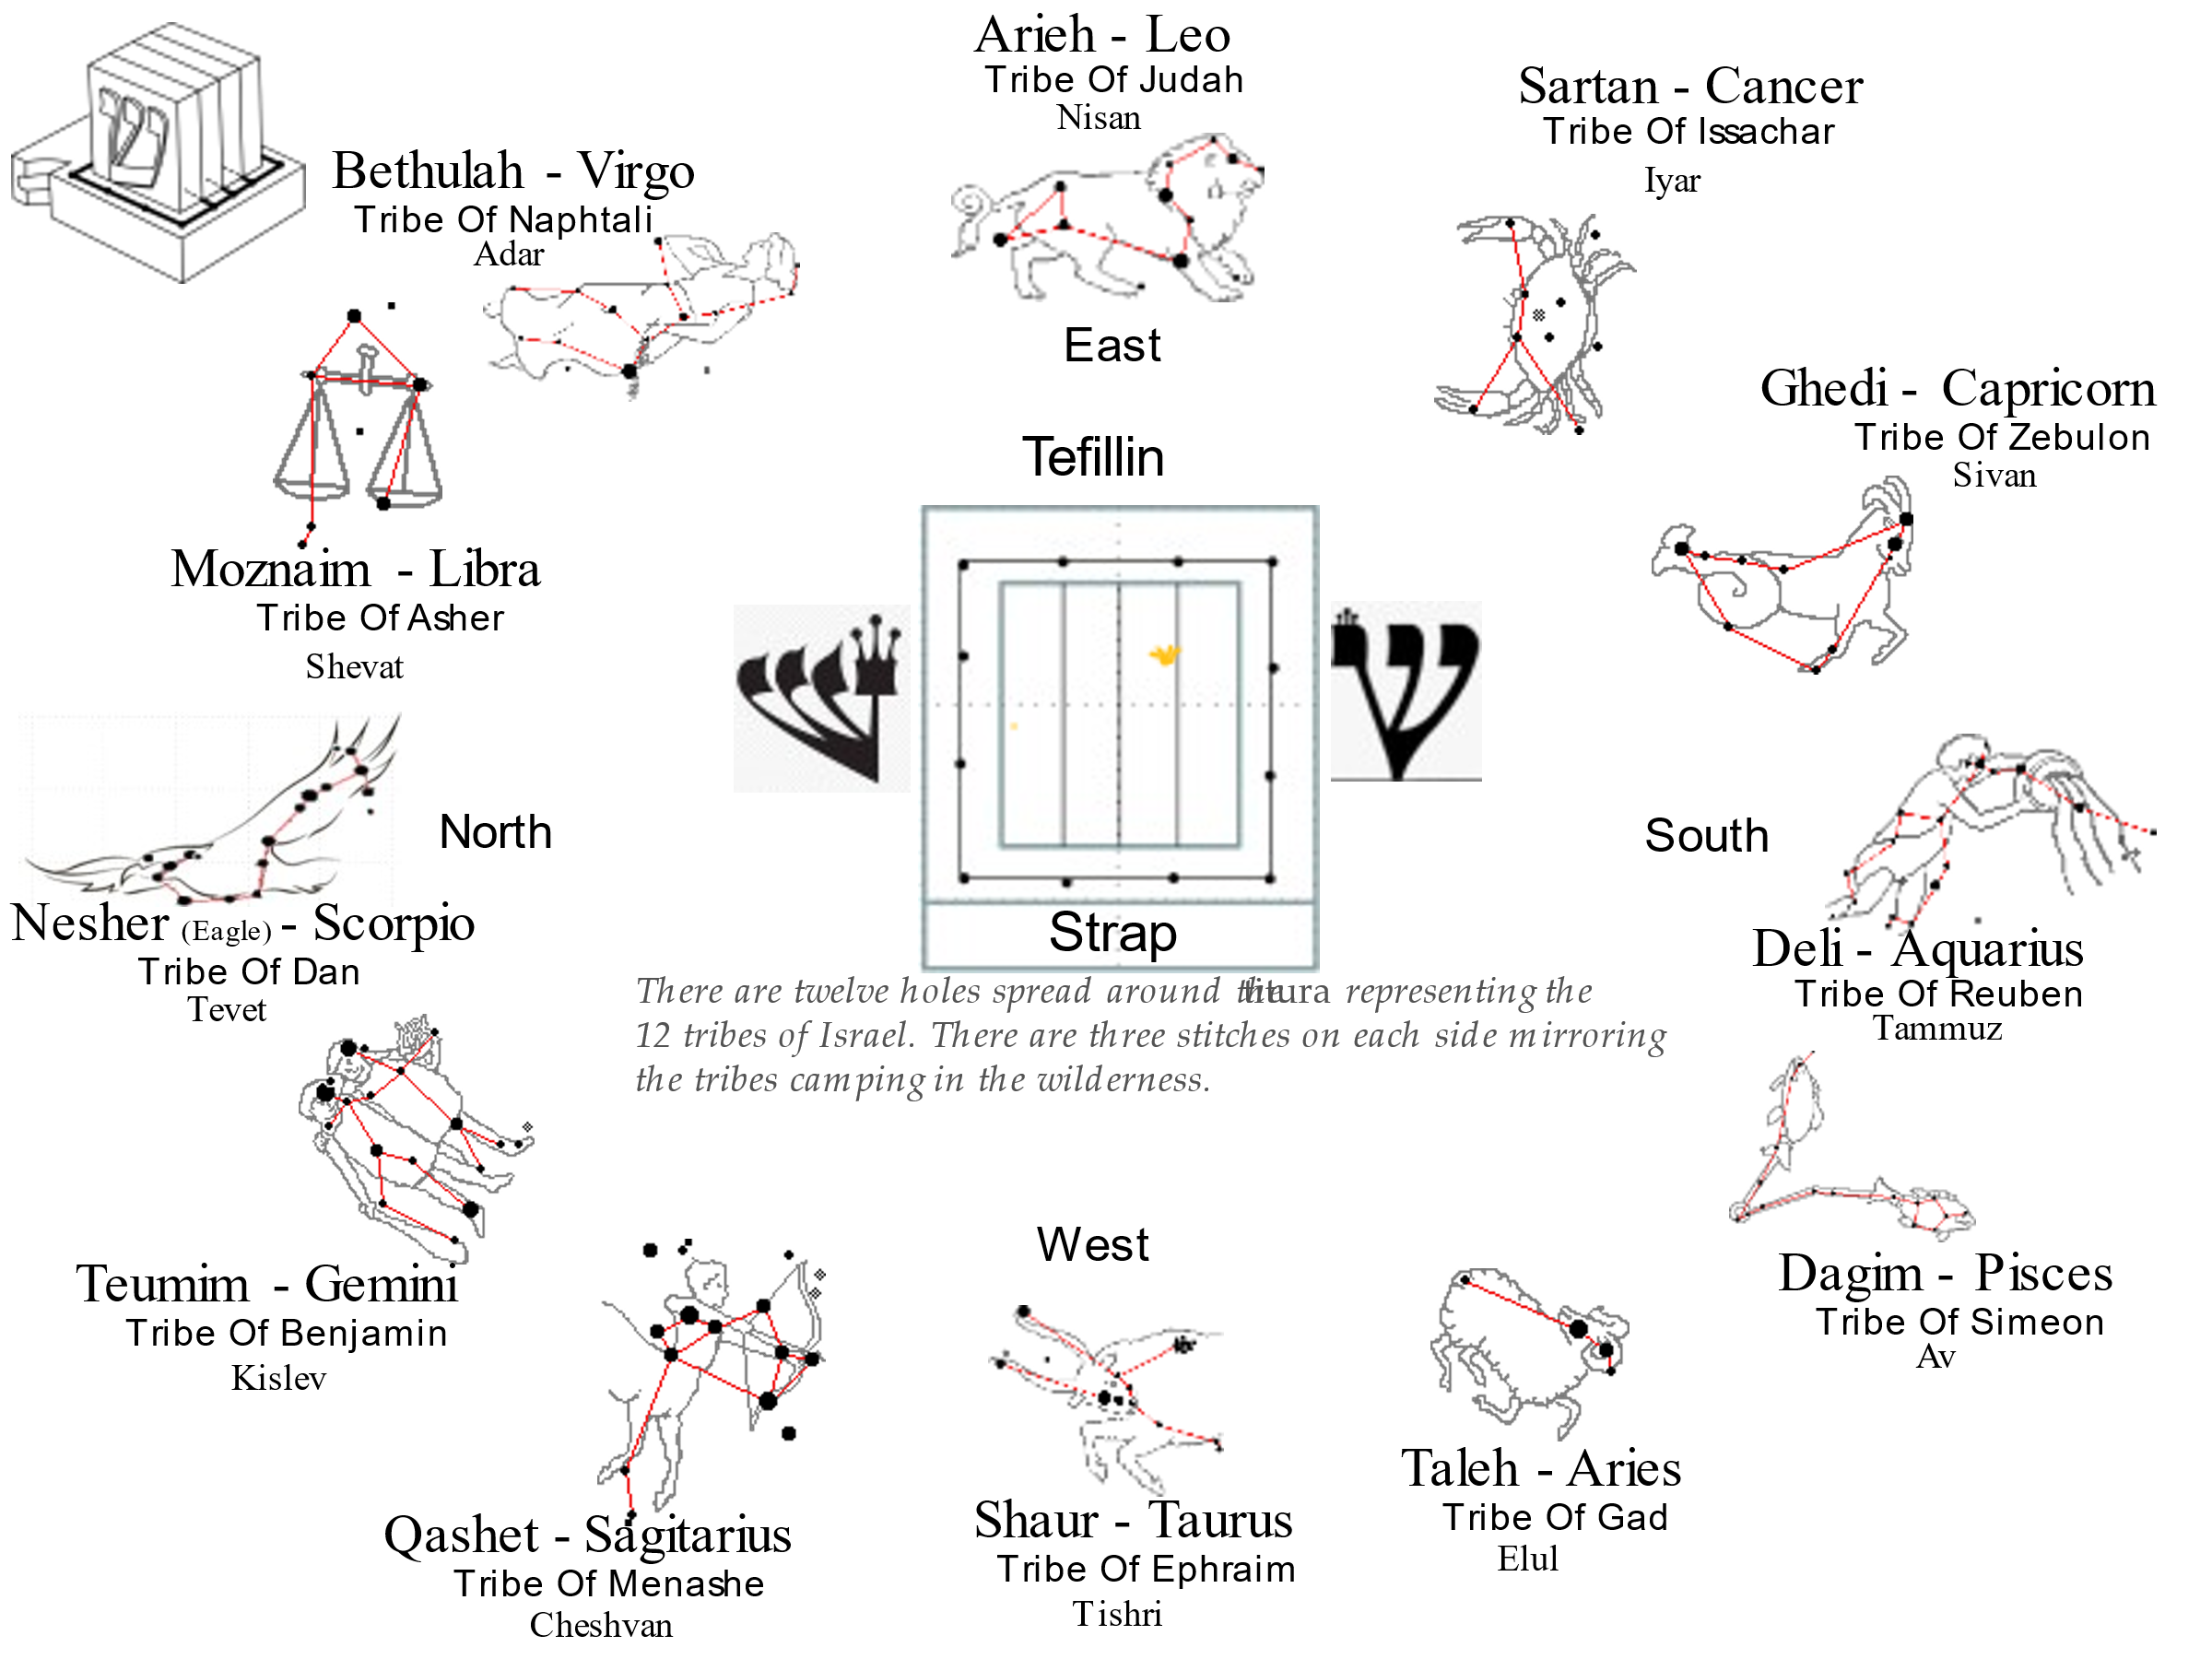 Arieh - Leo
Tribe Of Judah
Nisan
Sartan - Cancer
Tribe Of Issachar
Iyar
Bethulah - Virgo
Tribe Of Naphtali
Adar
East
Ghedi - Capricorn
Tribe Of Zebulon
Sivan
Tefillin
Moznaim - Libra
Tribe Of Asher
Shevat
ש
ש
North
South
Nesher (Eagle) - Scorpio
Tribe Of Dan
Tevet
Strap
Deli - Aquarius
Tribe Of Reuben
Tammuz
There are twelve holes spread around the titura representing the
12 tribes of Israel. There are three stitches on each side mirroring
the tribes camping in the wilderness.
West
Teumim - Gemini
Tribe Of Benjamin
Kislev
Dagim - Pisces
Tribe Of Simeon
Av
Taleh - Aries
Tribe Of Gad
Elul
Shaur - Taurus
Tribe Of Ephraim
Tishri
Qashet - Sagitarius
Tribe Of Menashe
Cheshvan